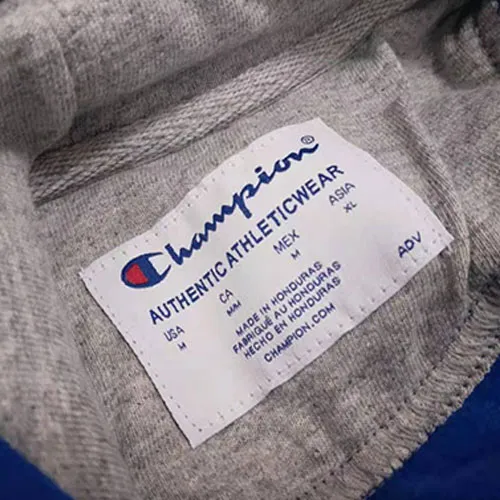 Champion®
AUTHENTIC ATHLETICWEAR
USA CA MEX ASIA
M M/M M XL
MADE IN HONDURAS
FABRIQUÉ AU HONDURAS
HECHO EN HONDURAS
CHAMPION.COM
ADV